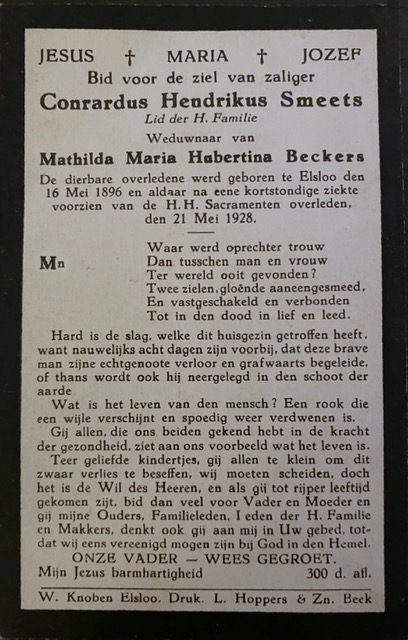 JESUS † MARIA † JOZEF
Bid voor de ziel van zaliger
Conrardus Hendrikus Smeets
Lid der H. Familie
Weduwnaar van
Mathilda Maria Hubertina Beckers
De dierbare overledene werd geboren te Elsloo den
16 Mei 1896 en aldaar na eene kortstondige ziekte
voorzien van de H.H. Sacramenten overleden,
den 21 Mei 1928.
Mn
Waar werd oprechter trouw
Dan tusschen man en vrouw
Ter wereld ooit gevonden?
Twee zielen, gloënde aaneengesmeed,
En vastgeschakeld en verbonden
Tot in den dood in lief en leed.
Hard is de slag, welke dit huisgezin getroffen heeft,
want nauwelijks acht dagen zijn voorbij, dat deze brave
man zijne echtgenoote verloor en grafwaarts begeleide,
of thans wordt ook hij neergelegd in den schoot der
aarde
Wat is het leven van den mensch? Een rook die
een wijle verschijnt en spoedig weer verdwenen is.
Gij allen, die ons beiden gekend hebt in de kracht
der gezondheid, ziet aan ons voorbeeld wat het leven is.
Teer geliefde kindertjes, gij allen te klein om dit
zwaar verlies te beseffen, wij moeten scheiden, doch
het is de Wil des Heeren, en als gij tot rijper leeftijd
gekomen zijt, bid dan veel voor Vader en Moeder en
gij mijne Ouders, Familieleden, Leden der H. Familie
en Makkers, denkt ook gij aan mij in Uw gebed, tot-
dat wij eens vereenigd mogen zijn bij God in den Hemel.
ONZE VADER — WEES GEGROET.
Mijn Jezus barmhartigheid 300 d. afl.
W. Knoben Elsloo. Druk. L. Hoppers & Zn. Beek